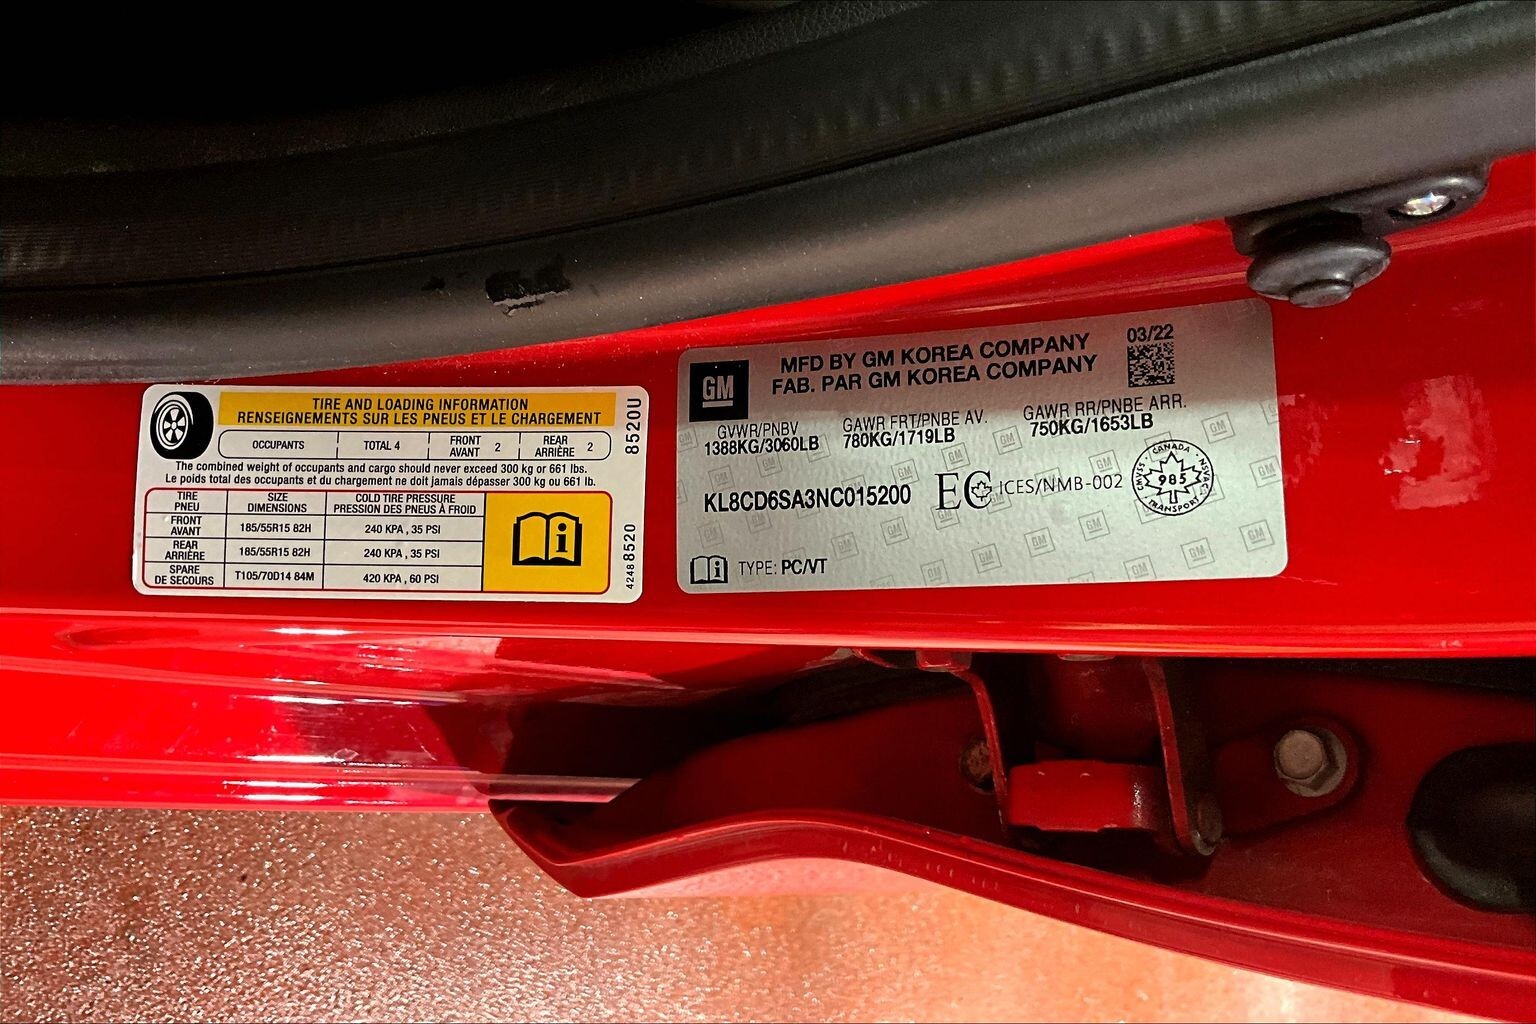 TIRE AND LOADING INFORMATION
RENSEIGNEMENTS SUR LES PNEUS ET LE CHARGEMENT
OCCUPANTS TOTAL 4 FRONT AVANT 2 REAR ARRIÈRE 2
The combined weight of occupants and cargo should never exceed 300 kg or 661 lbs.
Le poids total des occupants et du chargement ne doit jamais dépasser 300 kg ou 661 lb.
TIRE PNEU SIZE DIMENSIONS COLD TIRE PRESSURE PRESSION DES PNEUS À FROID
FRONT AVANT 185/55R15 82H 240 KPA , 35 PSI
REAR ARRIÈRE 185/55R15 82H 240 KPA , 35 PSI
SPARE DE SECOURS T105/70D14 84M 420 KPA , 60 PSI
8520U
42488520
GM
MFD BY GM KOREA COMPANY
FAB. PAR GM KOREA COMPANY
03/22
GVWR/PNBV GAWR FRT/PNBE AV. GAWR RR/PNBE ARR.
1388KG/3060LB 780KG/1719LB 750KG/1653LB
KL8CD6SA3NC015200 EC ICES/NMB-002
CANADA
985
TRANSPORT
NSVAC
CMVSS
TYPE: PC/VT